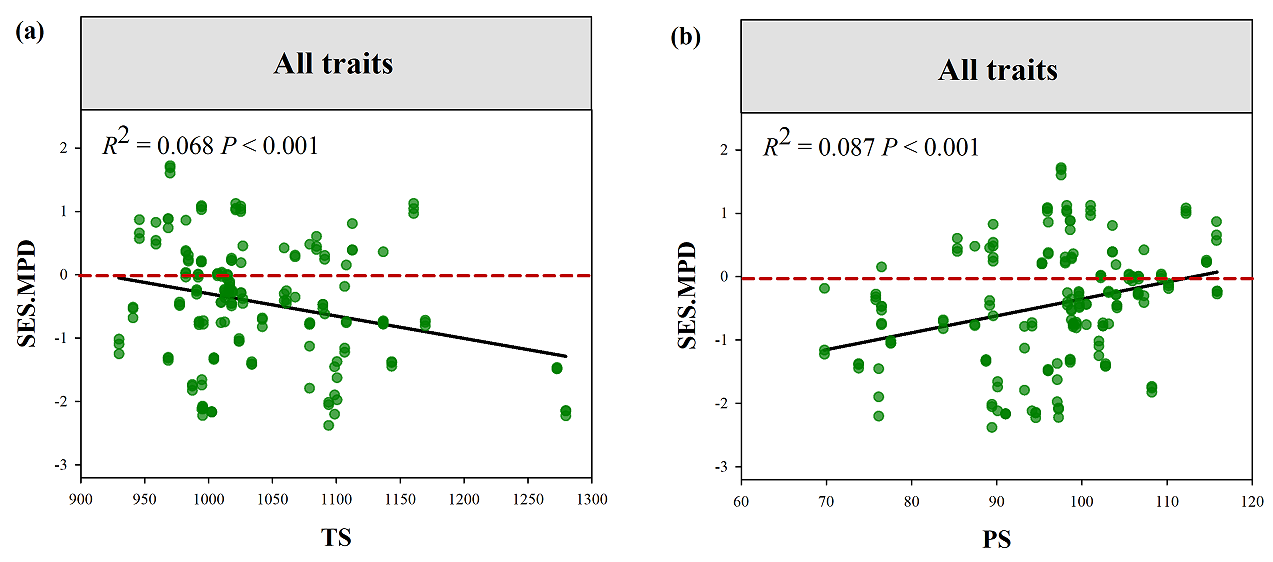 (a)
All traits
R² = 0.068 P < 0.001
2
1
0
-1
-2
-3
SES.MPD
900 950 1000 1050 1100 1150 1200 1250 1300
TS
(b)
All traits
R² = 0.087 P < 0.001
2
1
0
-1
-2
-3
SES.MPD
60 70 80 90 100 110 120
PS